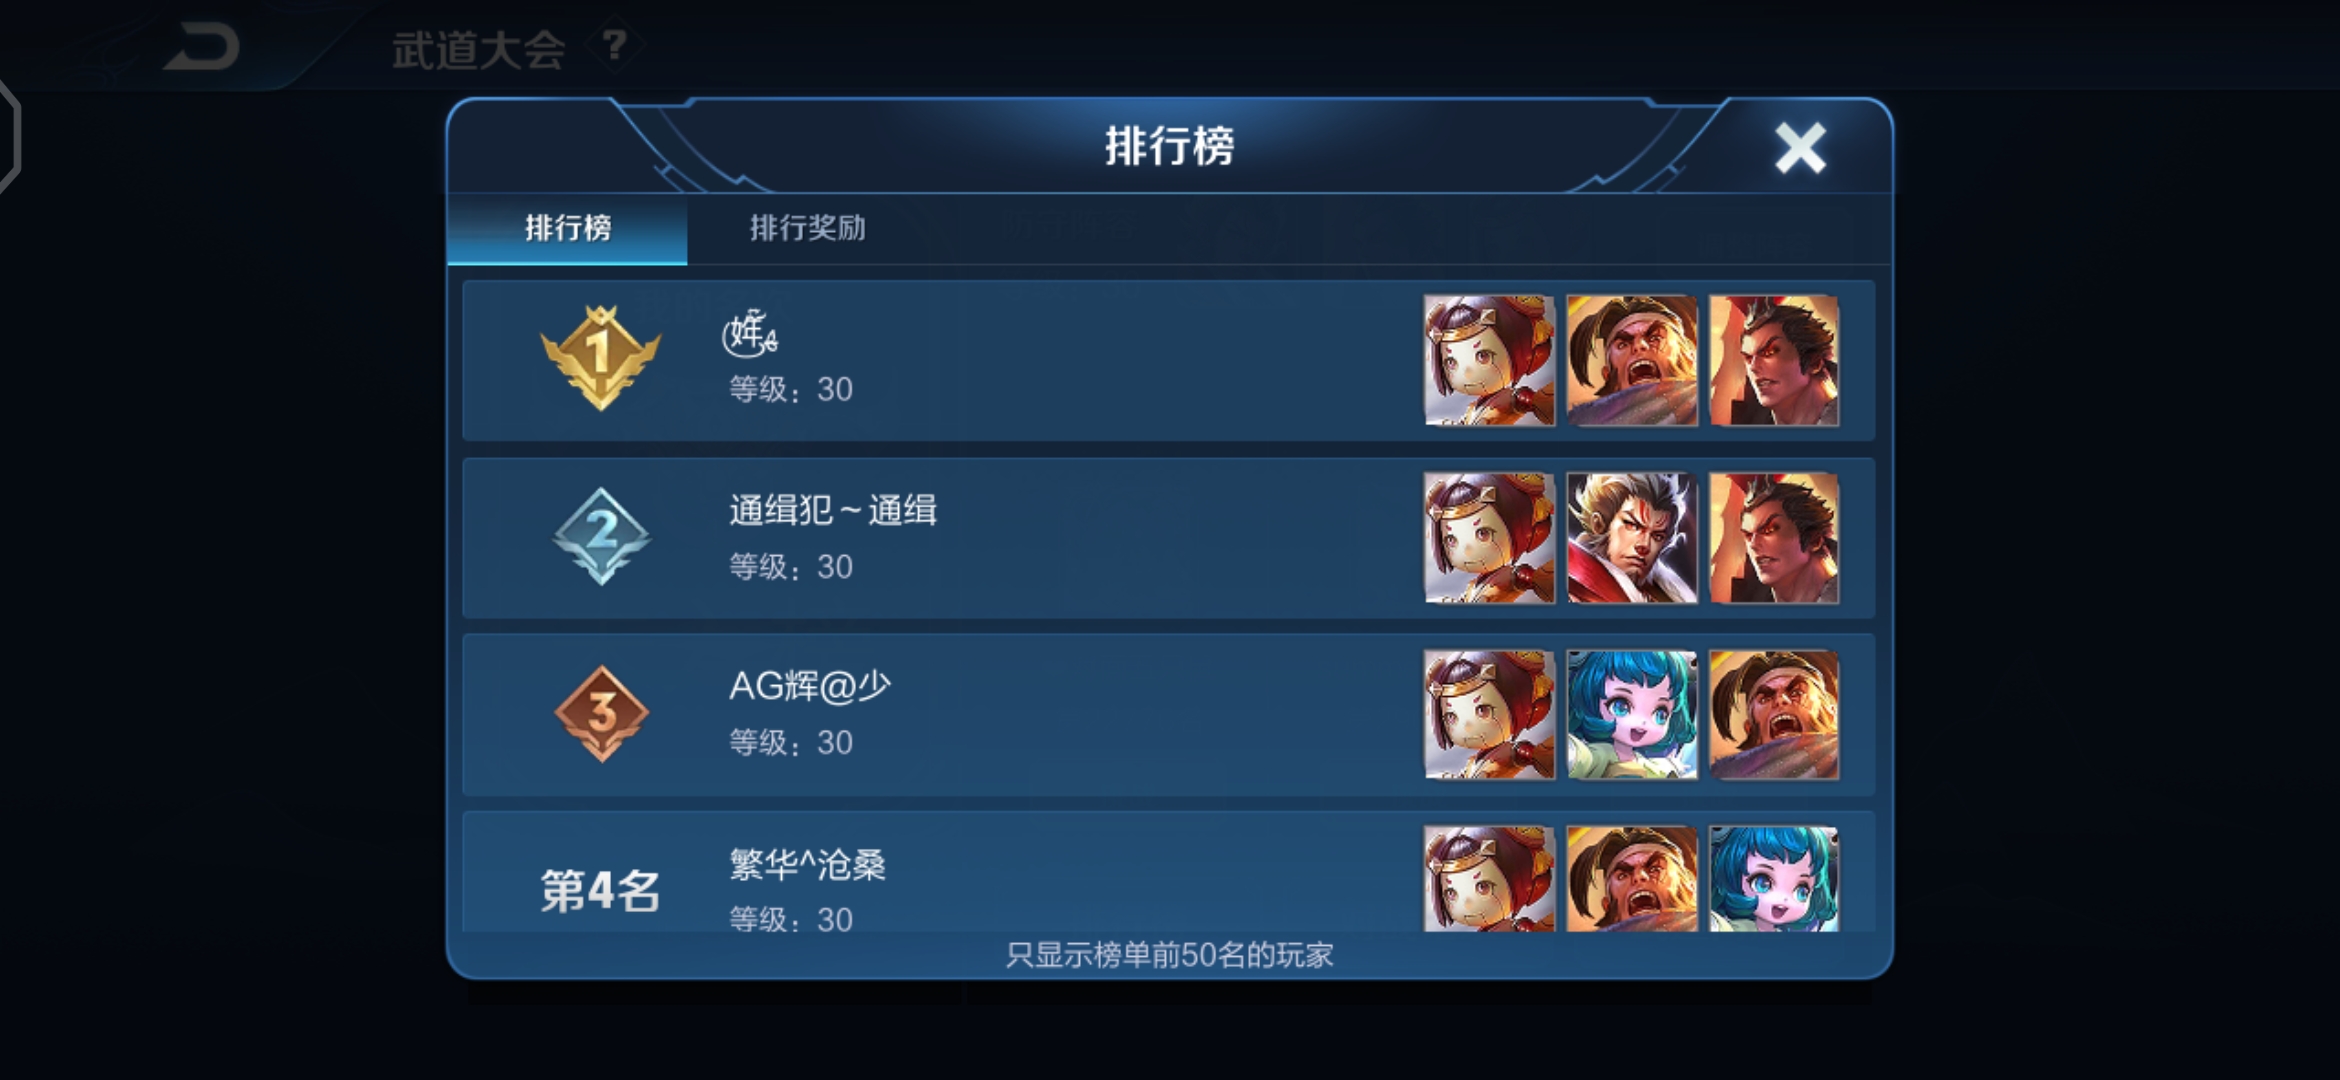 武道大会 ?
排行榜
排行榜 排行奖励
1
等级：30
2
通缉犯～通缉
等级：30
3
AG辉@少
等级：30
第4名
繁华^沧桑
等级：30
只显示榜单前50名的玩家